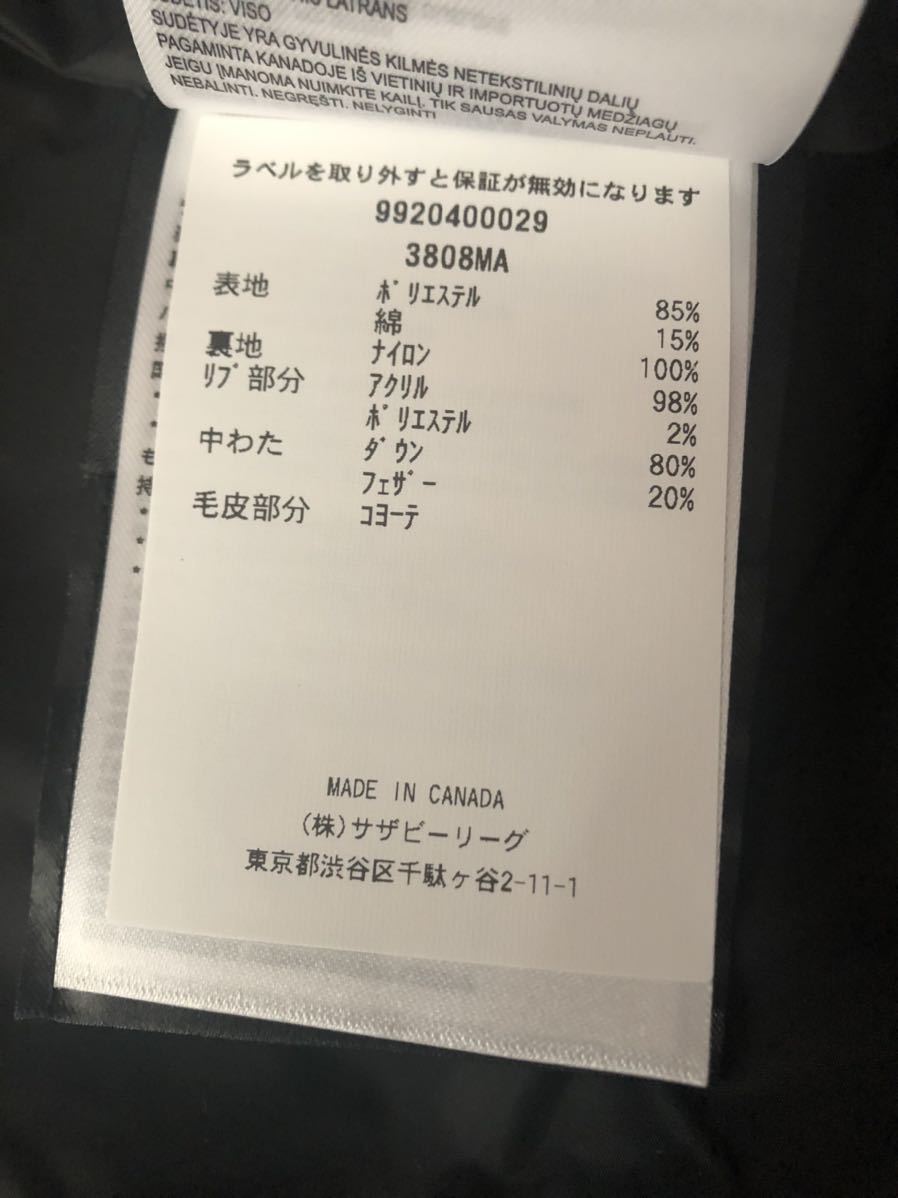 LATRANS
SUDĖTIS: VISO
SUDĖTYJE YRA GYVULINĖS KILMĖS NETEKSTILINIŲ DALIŲ
PAGAMINTA KANADOJE IŠ VIETINIŲ IR IMPORTUOTŲ MEDŽIAGŲ
JEIGU ĮMANOMA NUIMKITE KAILĮ. TIK SAUSAS VALYMAS NEPLAUTI.
NEBALINTI. NEGRĘŠTI. NELYGINTI
ラベルを取り外すと保証が無効になります
9920400029
3808MA
表地 ﾎﾟﾘｴｽﾃﾙ 85%
綿 15%
裏地 ﾅｲﾛﾝ 100%
ﾘﾌﾞ部分 ｱｸﾘﾙ 98%
ﾎﾟﾘｴｽﾃﾙ 2%
中わた ﾀﾞｳﾝ 80%
ﾌｪｻﾞｰ 20%
毛皮部分 ｺﾖｰﾃ
MADE IN CANADA
(株)サザビーリーグ
東京都渋谷区千駄ヶ谷2-11-1